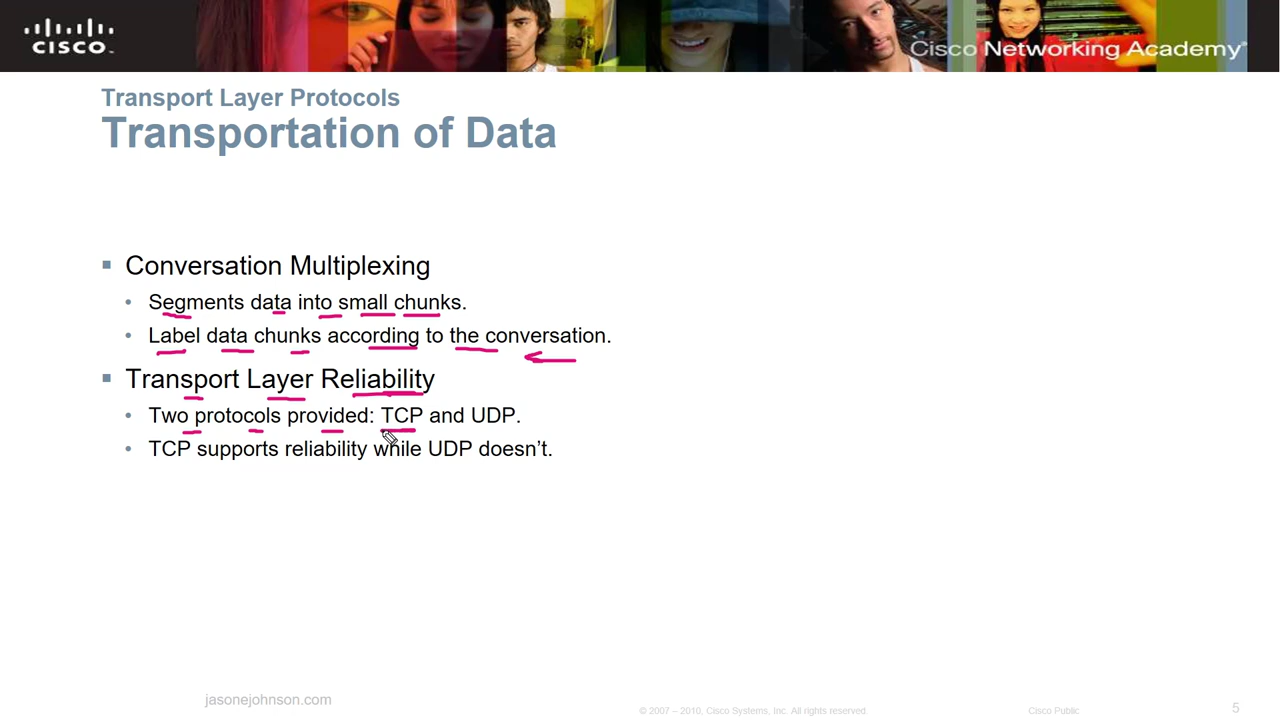 CISCO
Cisco Networking Academy
Transport Layer Protocols
Transportation of Data
Conversation Multiplexing
Segments data into small chunks.
Label data chunks according to the conversation.
Transport Layer Reliability
Two protocols provided: TCP and UDP.
TCP supports reliability while UDP doesn’t.
jasonejohnson.com
© 2007 – 2010, Cisco Systems, Inc. All rights reserved.
Cisco Public
5